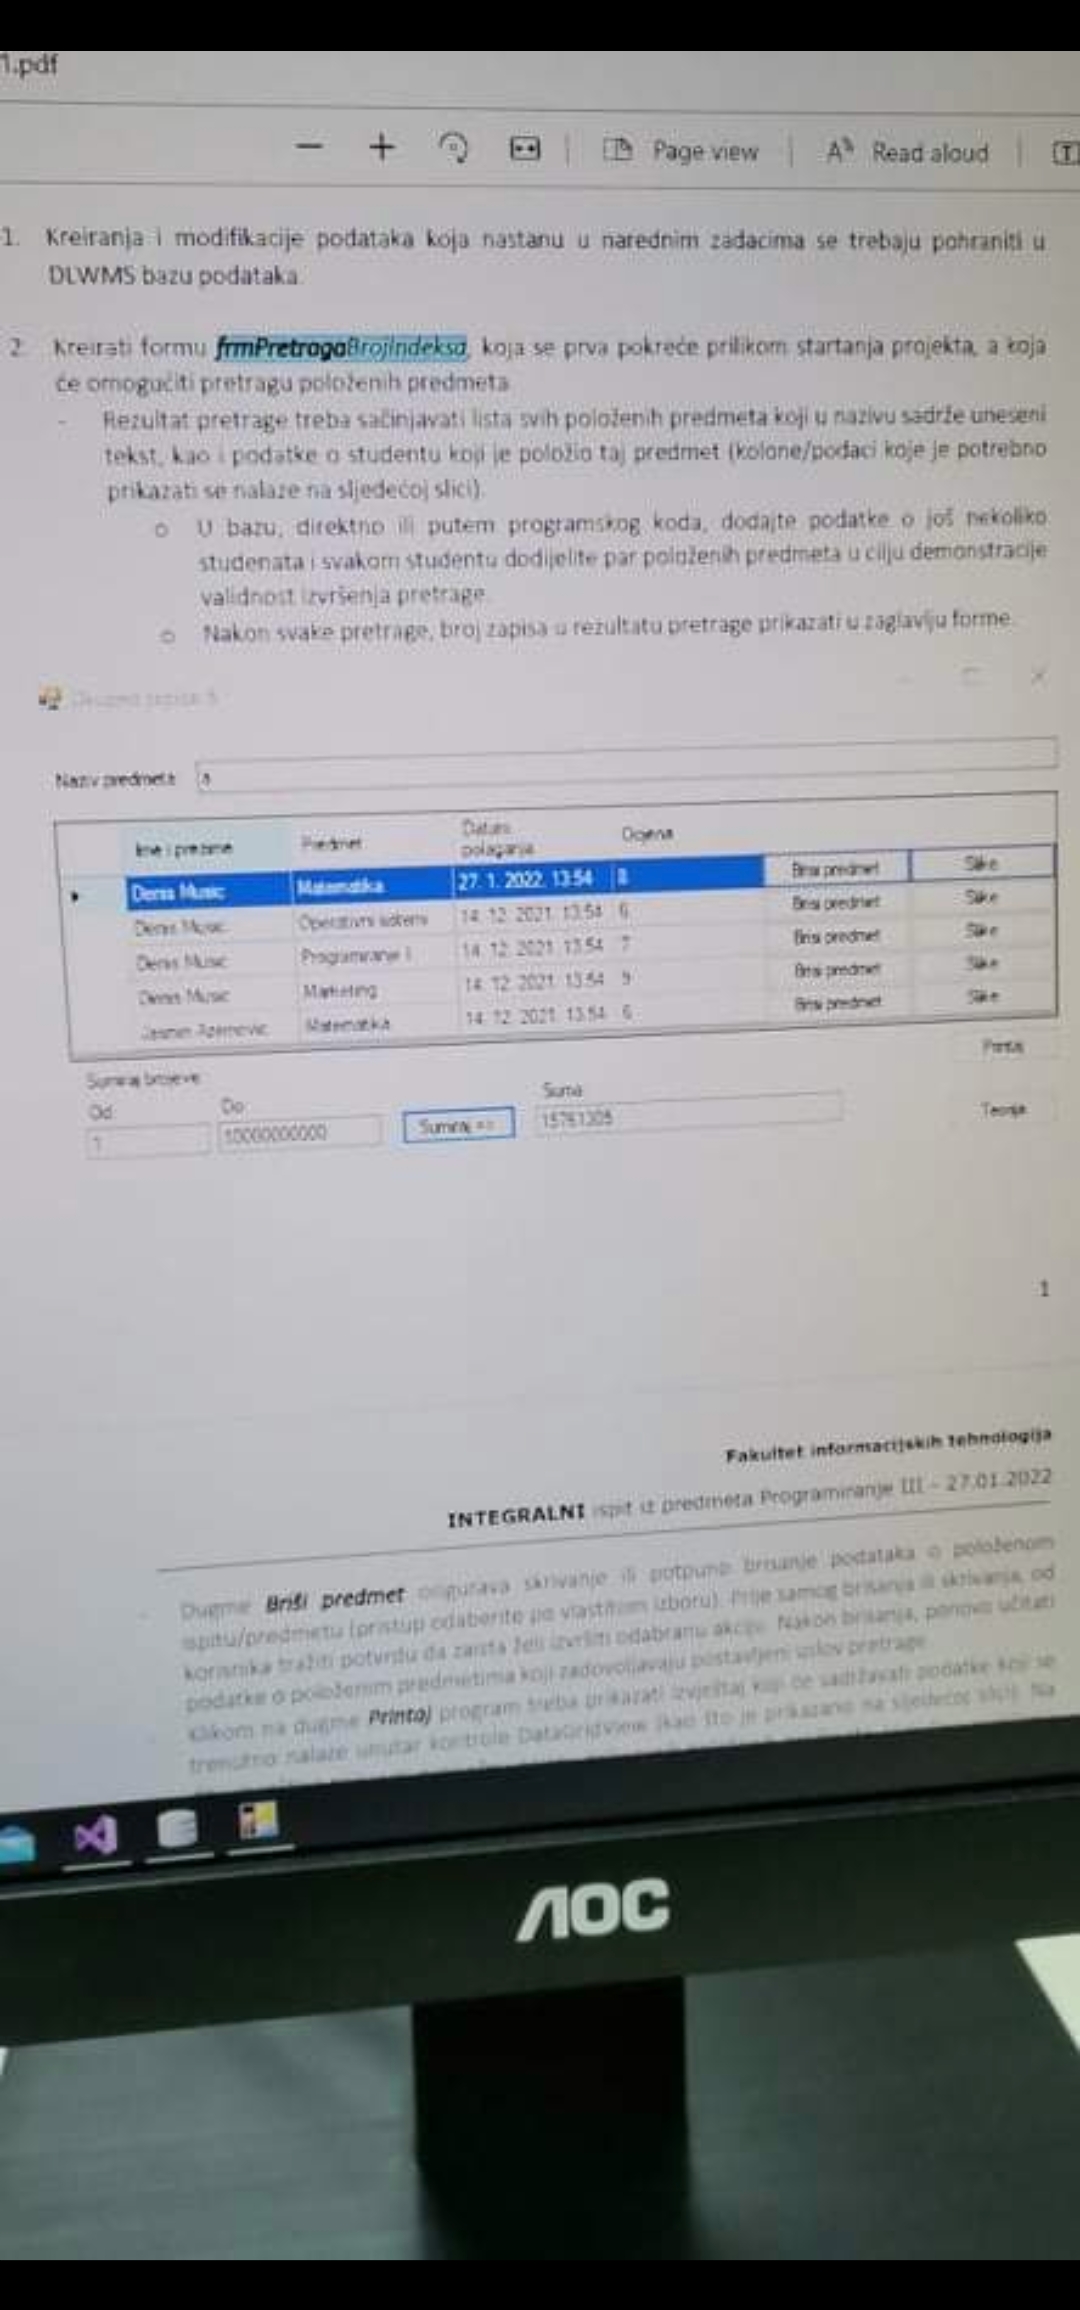 1.pdf
Page view
Read aloud
1. Kreiranja i modifikacije podataka koja nastanu u narednim zadacima se trebaju pohraniti u
DLWMS bazu podataka.
2. Kreirati formu frmPretragaBrojIndeksa, koja se prva pokreće prilikom startanja projekta, a koja
će omogućiti pretragu položenih predmeta
- Rezultat pretrage treba sačinjavati lista svih položenih predmeta koji u nazivu sadrže uneseni
tekst, kao i podatke o studentu koji je položio taj predmet (kolone/podaci koje je potrebno
prikazati se nalaze na sljedećoj slici).
o U bazu, direktno ili putem programskog koda, dodajte podatke o još nekoliko
studenata i svakom studentu dodijelite par položenih predmeta u cilju demonstracije
validnost izvršenja pretrage.
o Nakon svake pretrage, broj zapisa u rezultatu pretrage prikazati u zaglavlju forme.
Naziv predmeta a
Ime i prezime Predmet Datum polaganja Ocjena
Denis Music Matematika 27. 1. 2022. 13:54 8 Brisi predmet Slike
Denis Music Operativni sistemi 14. 12. 2021. 13:54 6 Brisi predmet Slike
Denis Music Programiranje I 14. 12. 2021. 13:54 7 Brisi predmet Slike
Denis Music Marketing 14. 12. 2021. 13:54 9 Brisi predmet Slike
Jasmin Azemovic Matematika 14. 12. 2021. 13:54 6 Brisi predmet Slike
Printaj
Sumiraj brojeve
Od Do Suma
1 10000000000 Sumiraj => 15761305 Teorija
1
Fakultet informacijskih tehnologija
INTEGRALNI ispit iz predmeta Programiranje III - 27.01.2022
- Dugme Briši predmet osigurava skrivanje ili potpuno brisanje podataka o položenom
ispitu/predmetu (pristup odaberite po vlastitom izboru). Prije samog brisanja ili skrivanja, od
korisnika tražiti potvrdu da zaista želi izvršiti odabranu akciju. Nakon brisanja, ponovo učitati
podatke o položenim predmetima koji zadovoljavaju postavljeni uslov pretrage.
- Klikom na dugme Printaj program treba prikazati izvještaj koji će sadržavati podatke koji se
trenutno nalaze unutar kontrole DataGridView (kao što je prikazano na sljedećoj slici). Na
AOC